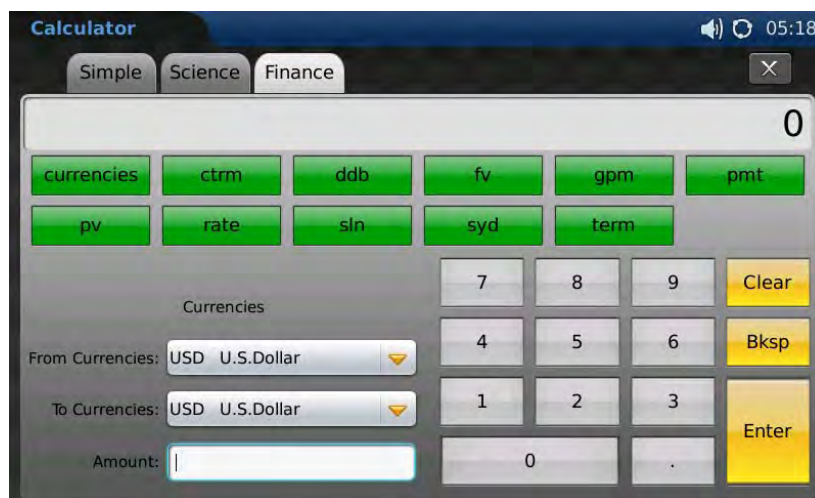 Calculator 05:18
Simple Science Finance X
0
currencies ctrm ddb fv gpm pmt
pv rate sln syd term
7 8 9 Clear
Currencies
4 5 6 Bksp
From Currencies: USD U.S.Dollar
To Currencies: USD U.S.Dollar
1 2 3
Enter
Amount:
0 .